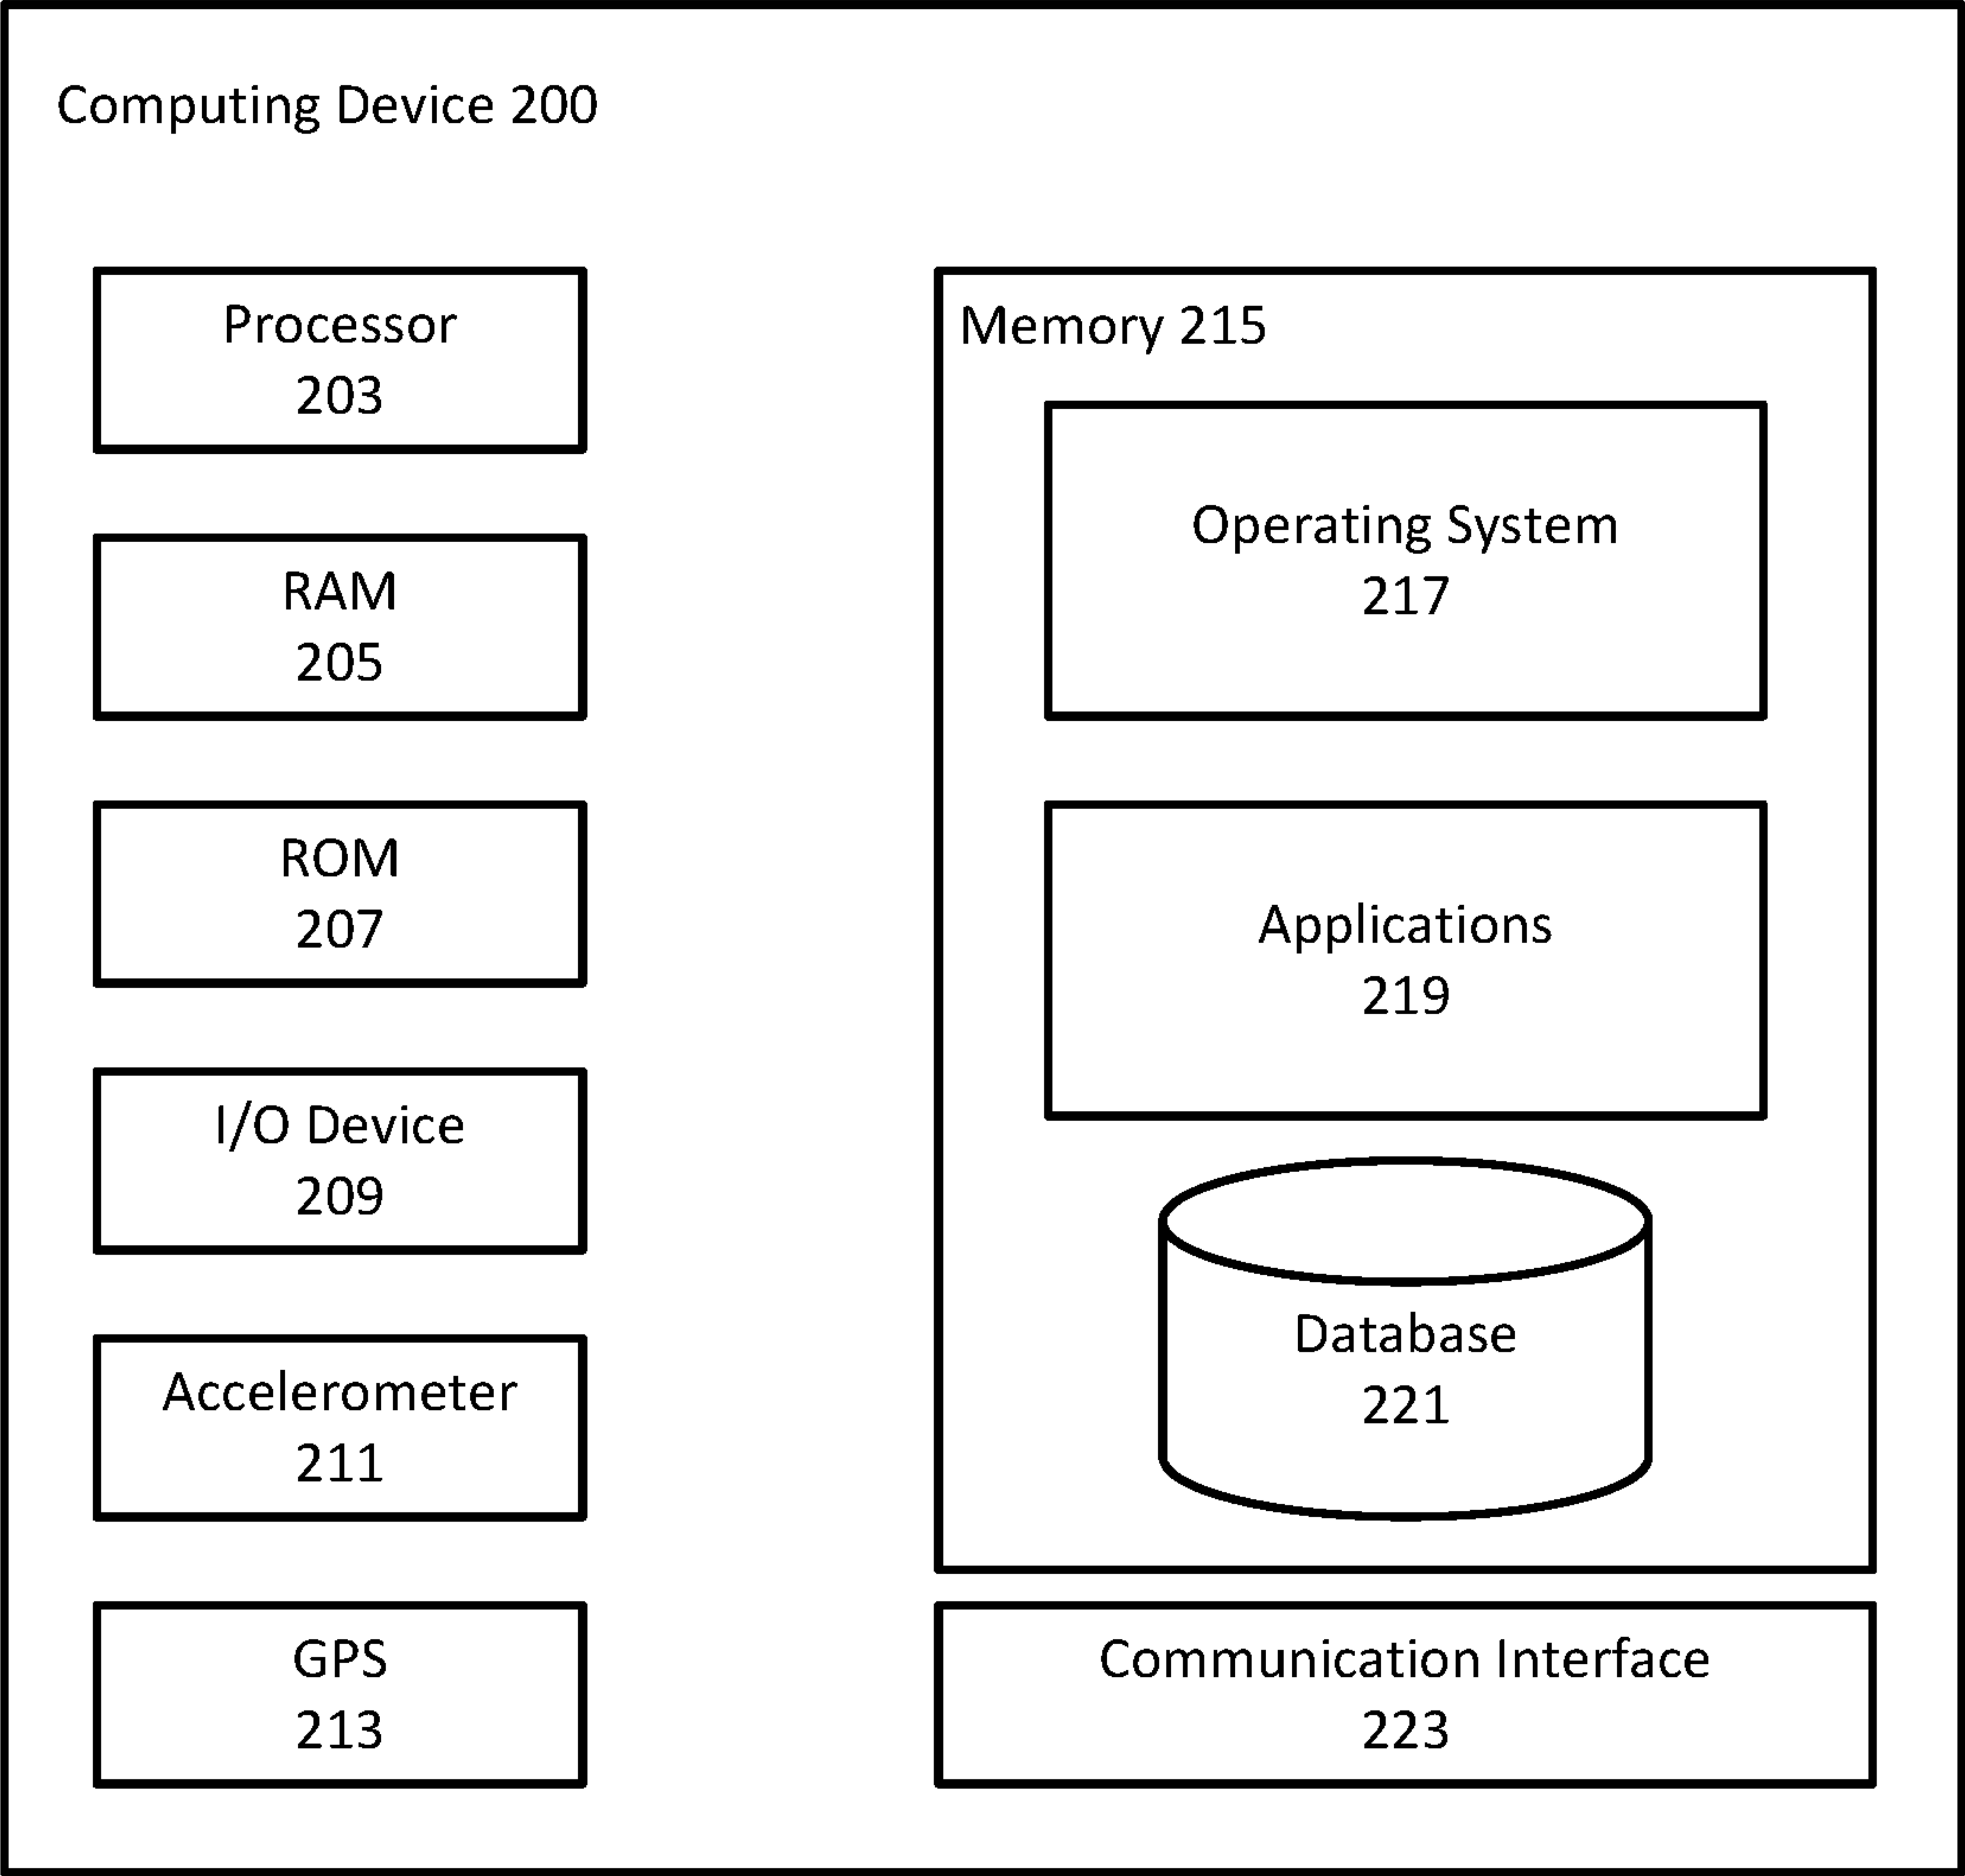 Computing Device 200
Processor
203
RAM
205
ROM
207
I/O Device
209
Accelerometer
211
GPS
213
Memory 215
Operating System
217
Applications
219
Database
221
Communication Interface
223